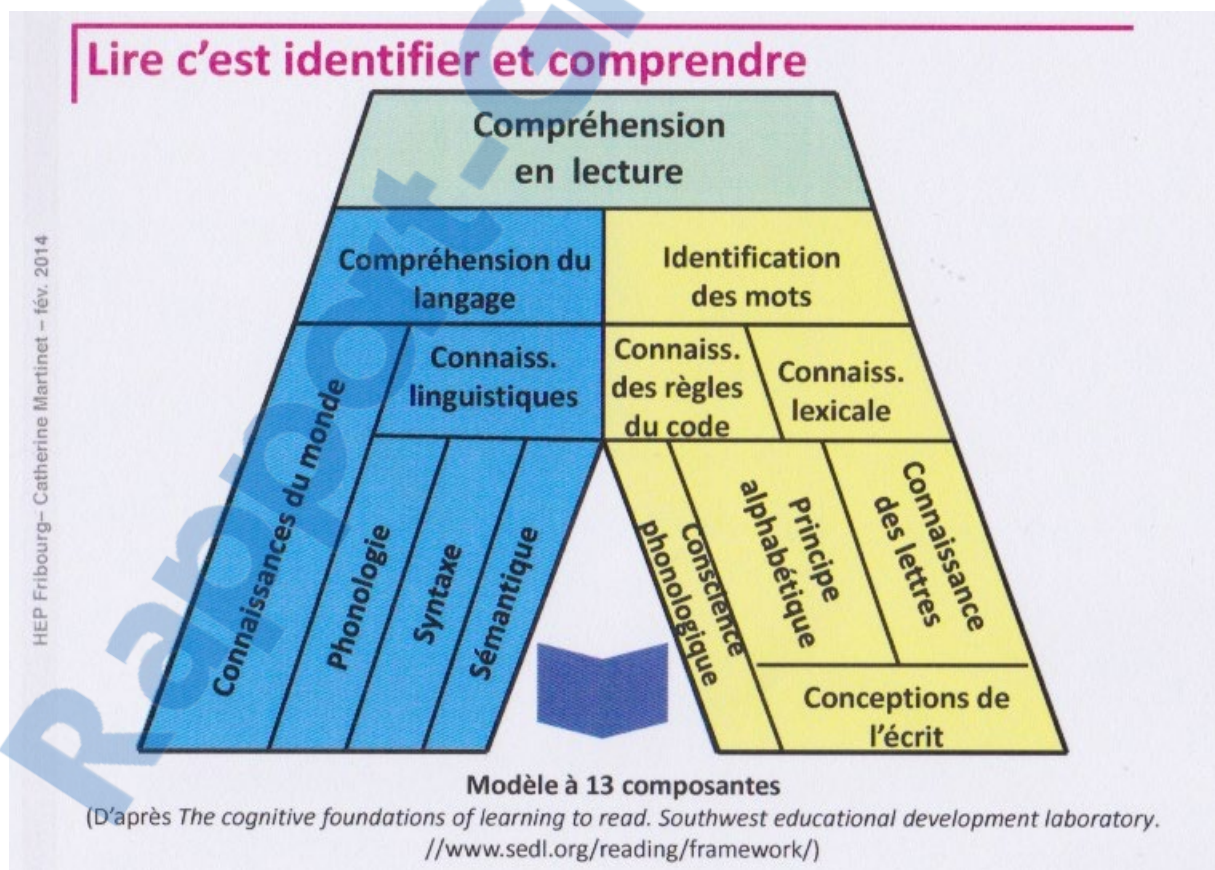 Lire c'est identifier et comprendre
Compréhension
en lecture
Compréhension du
langage
Identification
des mots
Connaissances du monde
Connaiss.
linguistiques
Connaiss.
des règles
du code
Connaiss.
lexicale
Phonologie
Syntaxe
Sémantique
Conscience
phonologique
Principe
alphabétique
Connaissance
des lettres
Conceptions de
l'écrit
HEP Fribourg– Catherine Martinet – fév. 2014
Modèle à 13 composantes
(D'après The cognitive foundations of learning to read. Southwest educational development laboratory.
//www.sedl.org/reading/framework/)
Rapport-Gr